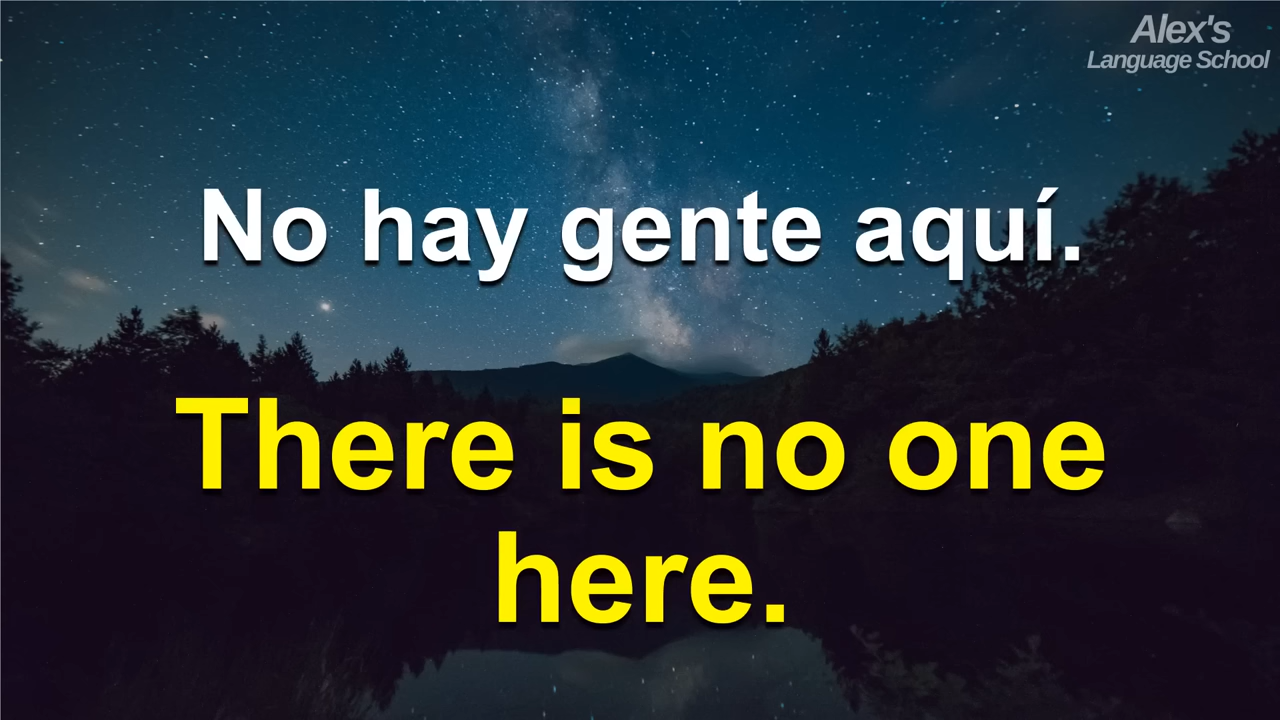 Alex's
Language School
No hay gente aquí.
There is no one
here.